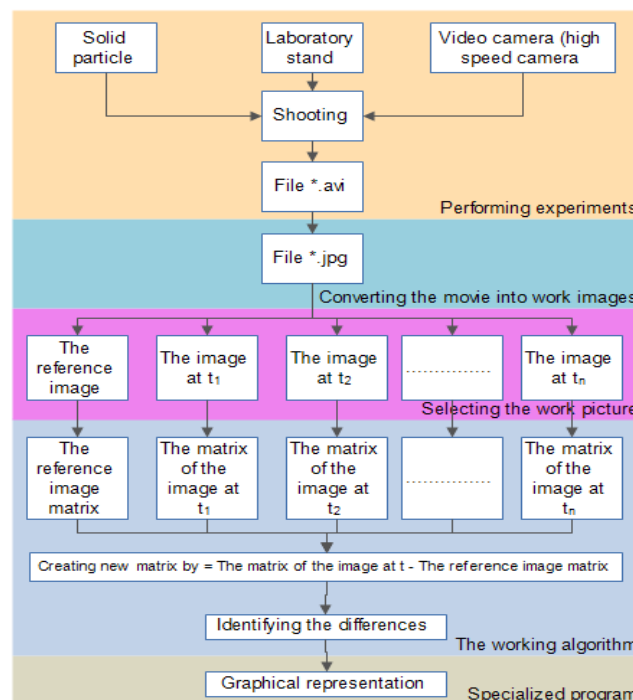 Solid
particle
Laboratory
stand
Video camera (high
speed camera
Shooting
File *.avi
Performing experiments
File *.jpg
Converting the movie into work images
The
reference
image
The image
at t₁
The image
at t₂
.....................
The image
at tₙ
Selecting the work picture
The
reference
image
matrix
The matrix
of the
image at
t₁
The matrix
of the
image at
t₂
.....................
The matrix
of the
image at
tₙ
Creating new matrix by = The matrix of the image at t - The reference image matrix
Identifying the differences
The working algorithm
Graphical representation
Specialized program